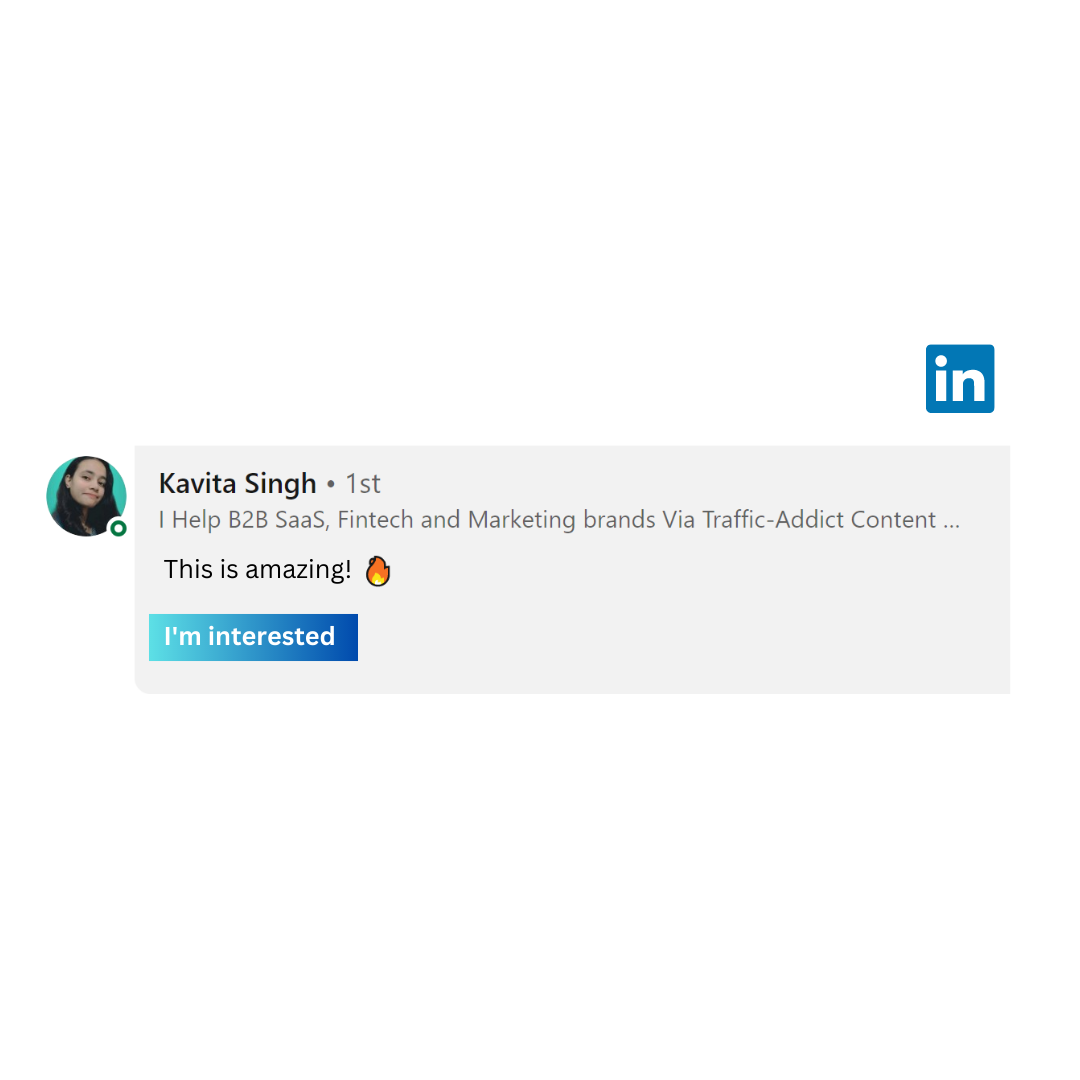 in
Kavita Singh • 1st
I Help B2B SaaS, Fintech and Marketing brands Via Traffic-Addict Content ...
This is amazing! 🔥
I'm interested